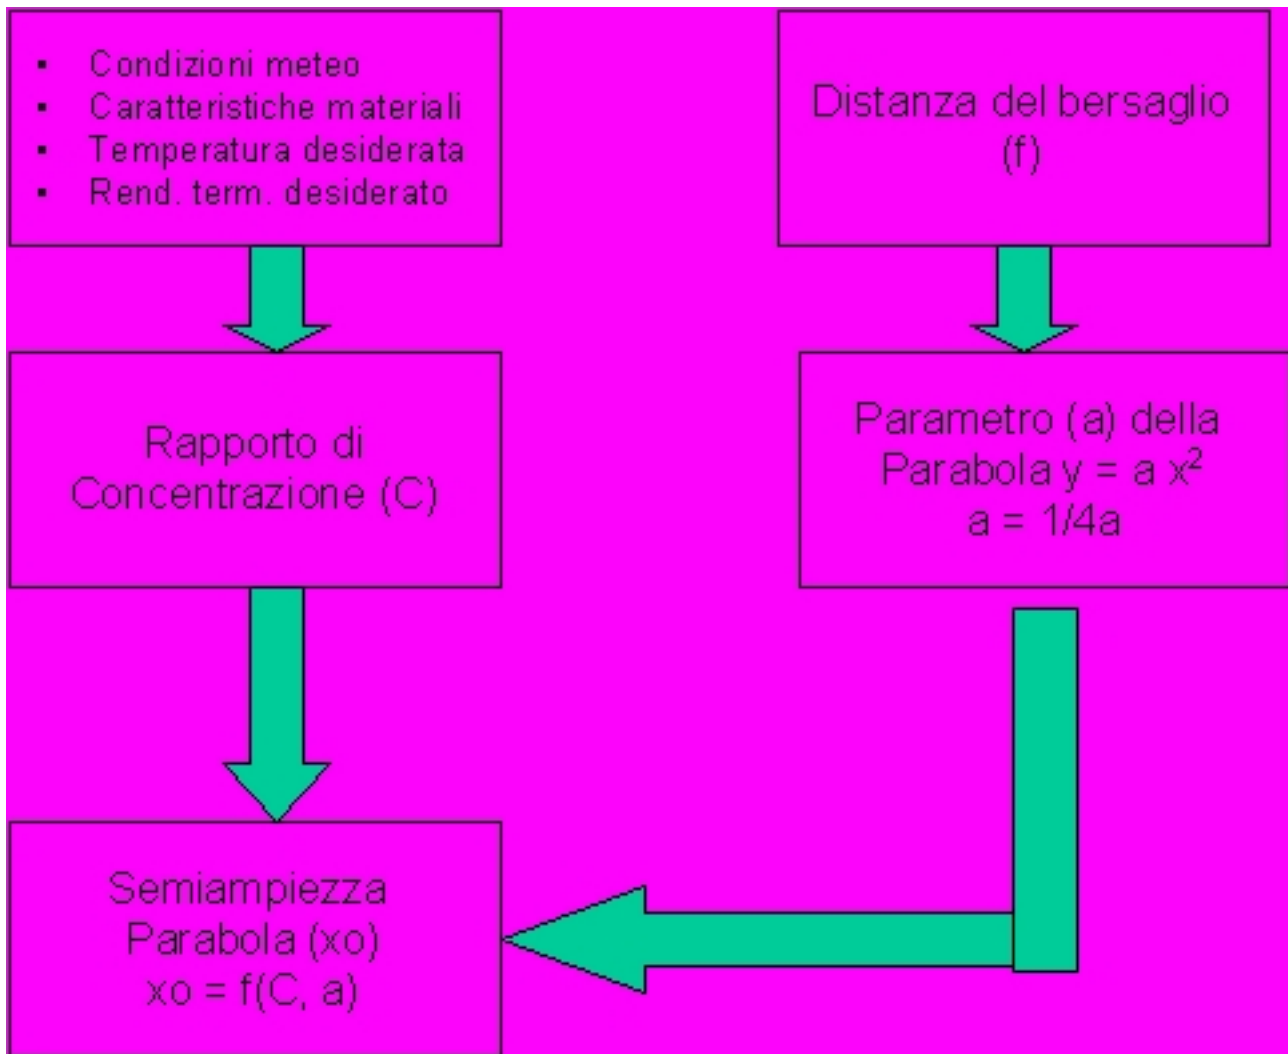 ▪ Condizioni meteo
▪ Caratteristiche materiali
▪ Temperatura desiderata
▪ Rend. term. desiderato
Distanza del bersaglio
(f)
Rapporto di
Concentrazione (C)
Parametro (a) della
Parabola y = a x²
a = 1/4a
Semiampiezza
Parabola (xo)
xo = f(C, a)